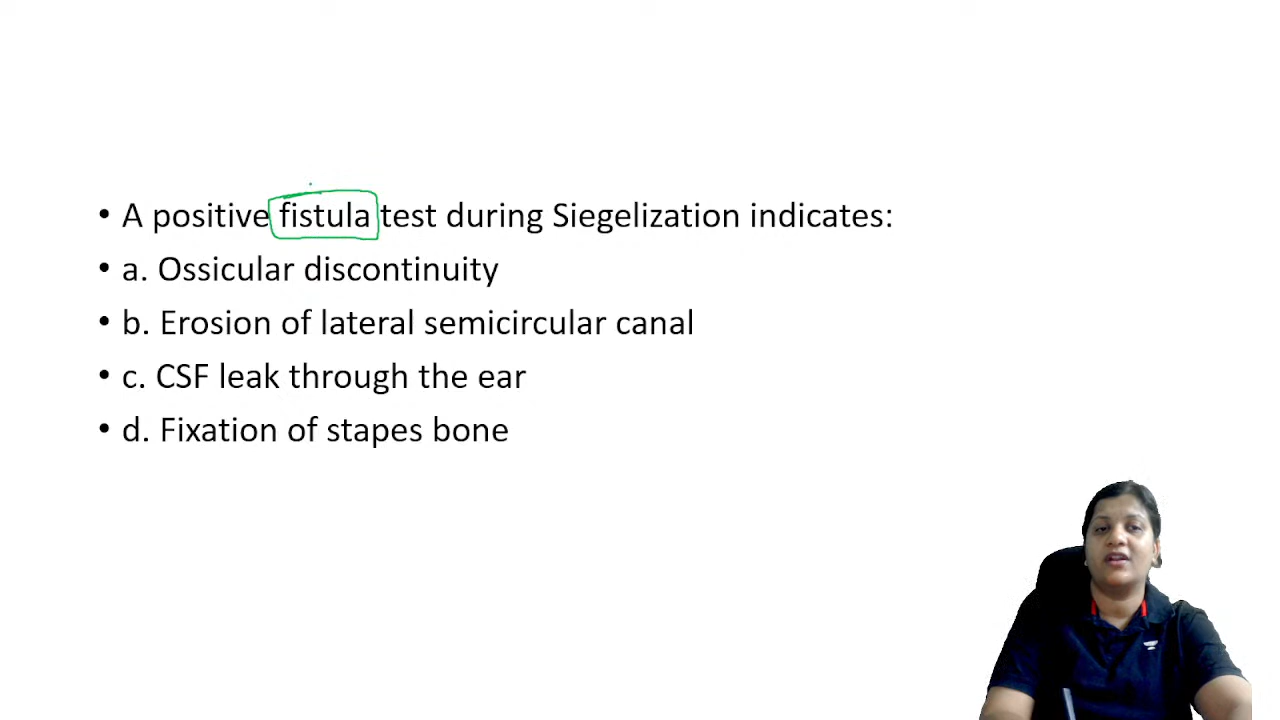 • A positive fistula test during Siegelization indicates:
• a. Ossicular discontinuity
• b. Erosion of lateral semicircular canal
• c. CSF leak through the ear
• d. Fixation of stapes bone